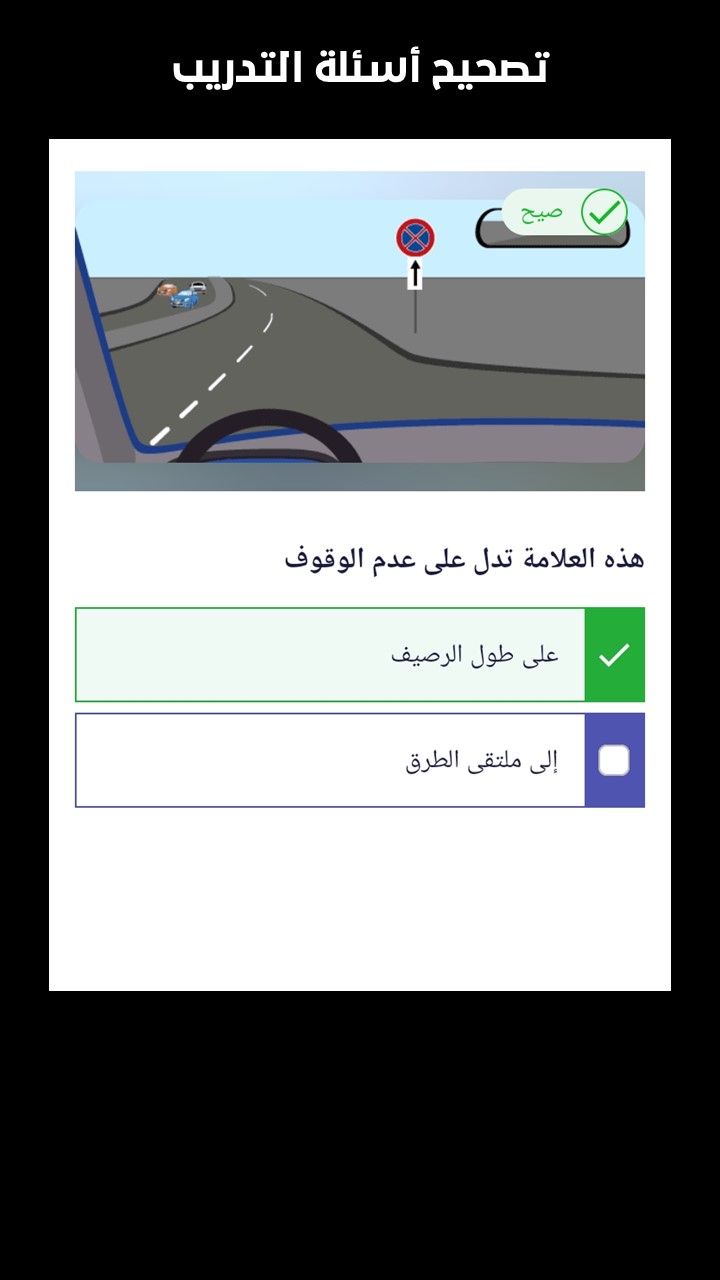 تصحيح أسئلة التدريب
صيح
هذه العلامة تدل على عدم الوقوف
على طول الرصيف
إلى ملتقى الطرق